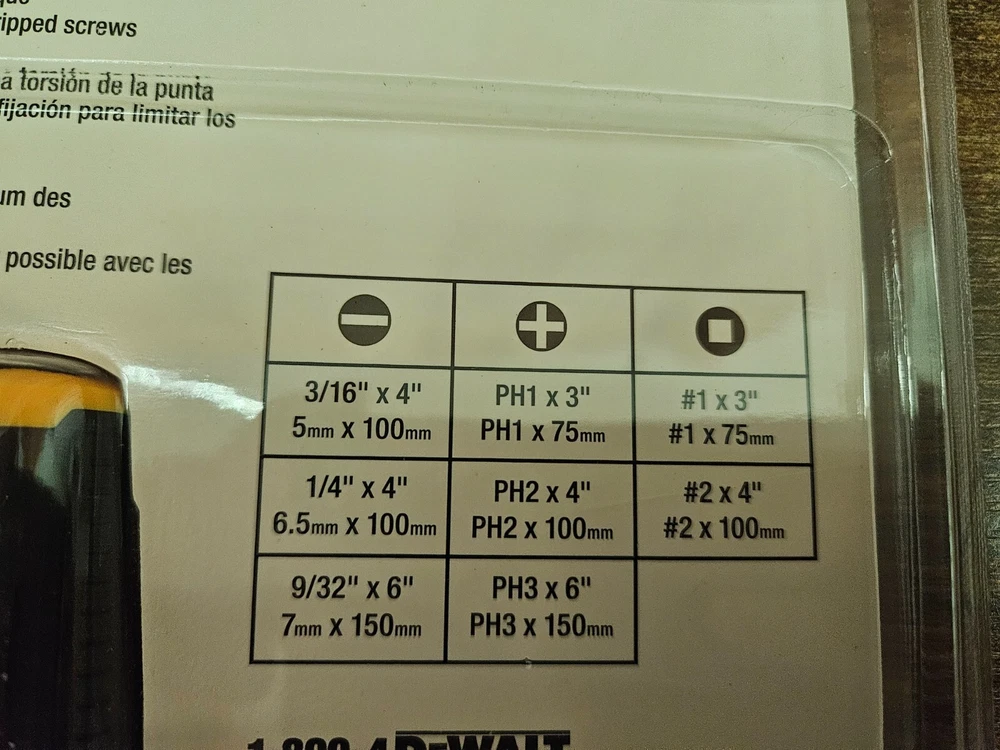 ripped screws
a torsión de la punta
fijación para limitar los
um des
possible avec les
3/16" x 4"
5mm x 100mm
PH1 x 3"
PH1 x 75mm
#1 x 3"
#1 x 75mm
1/4" x 4"
6.5mm x 100mm
PH2 x 4"
PH2 x 100mm
#2 x 4"
#2 x 100mm
9/32" x 6"
7mm x 150mm
PH3 x 6"
PH3 x 150mm
DEWALT